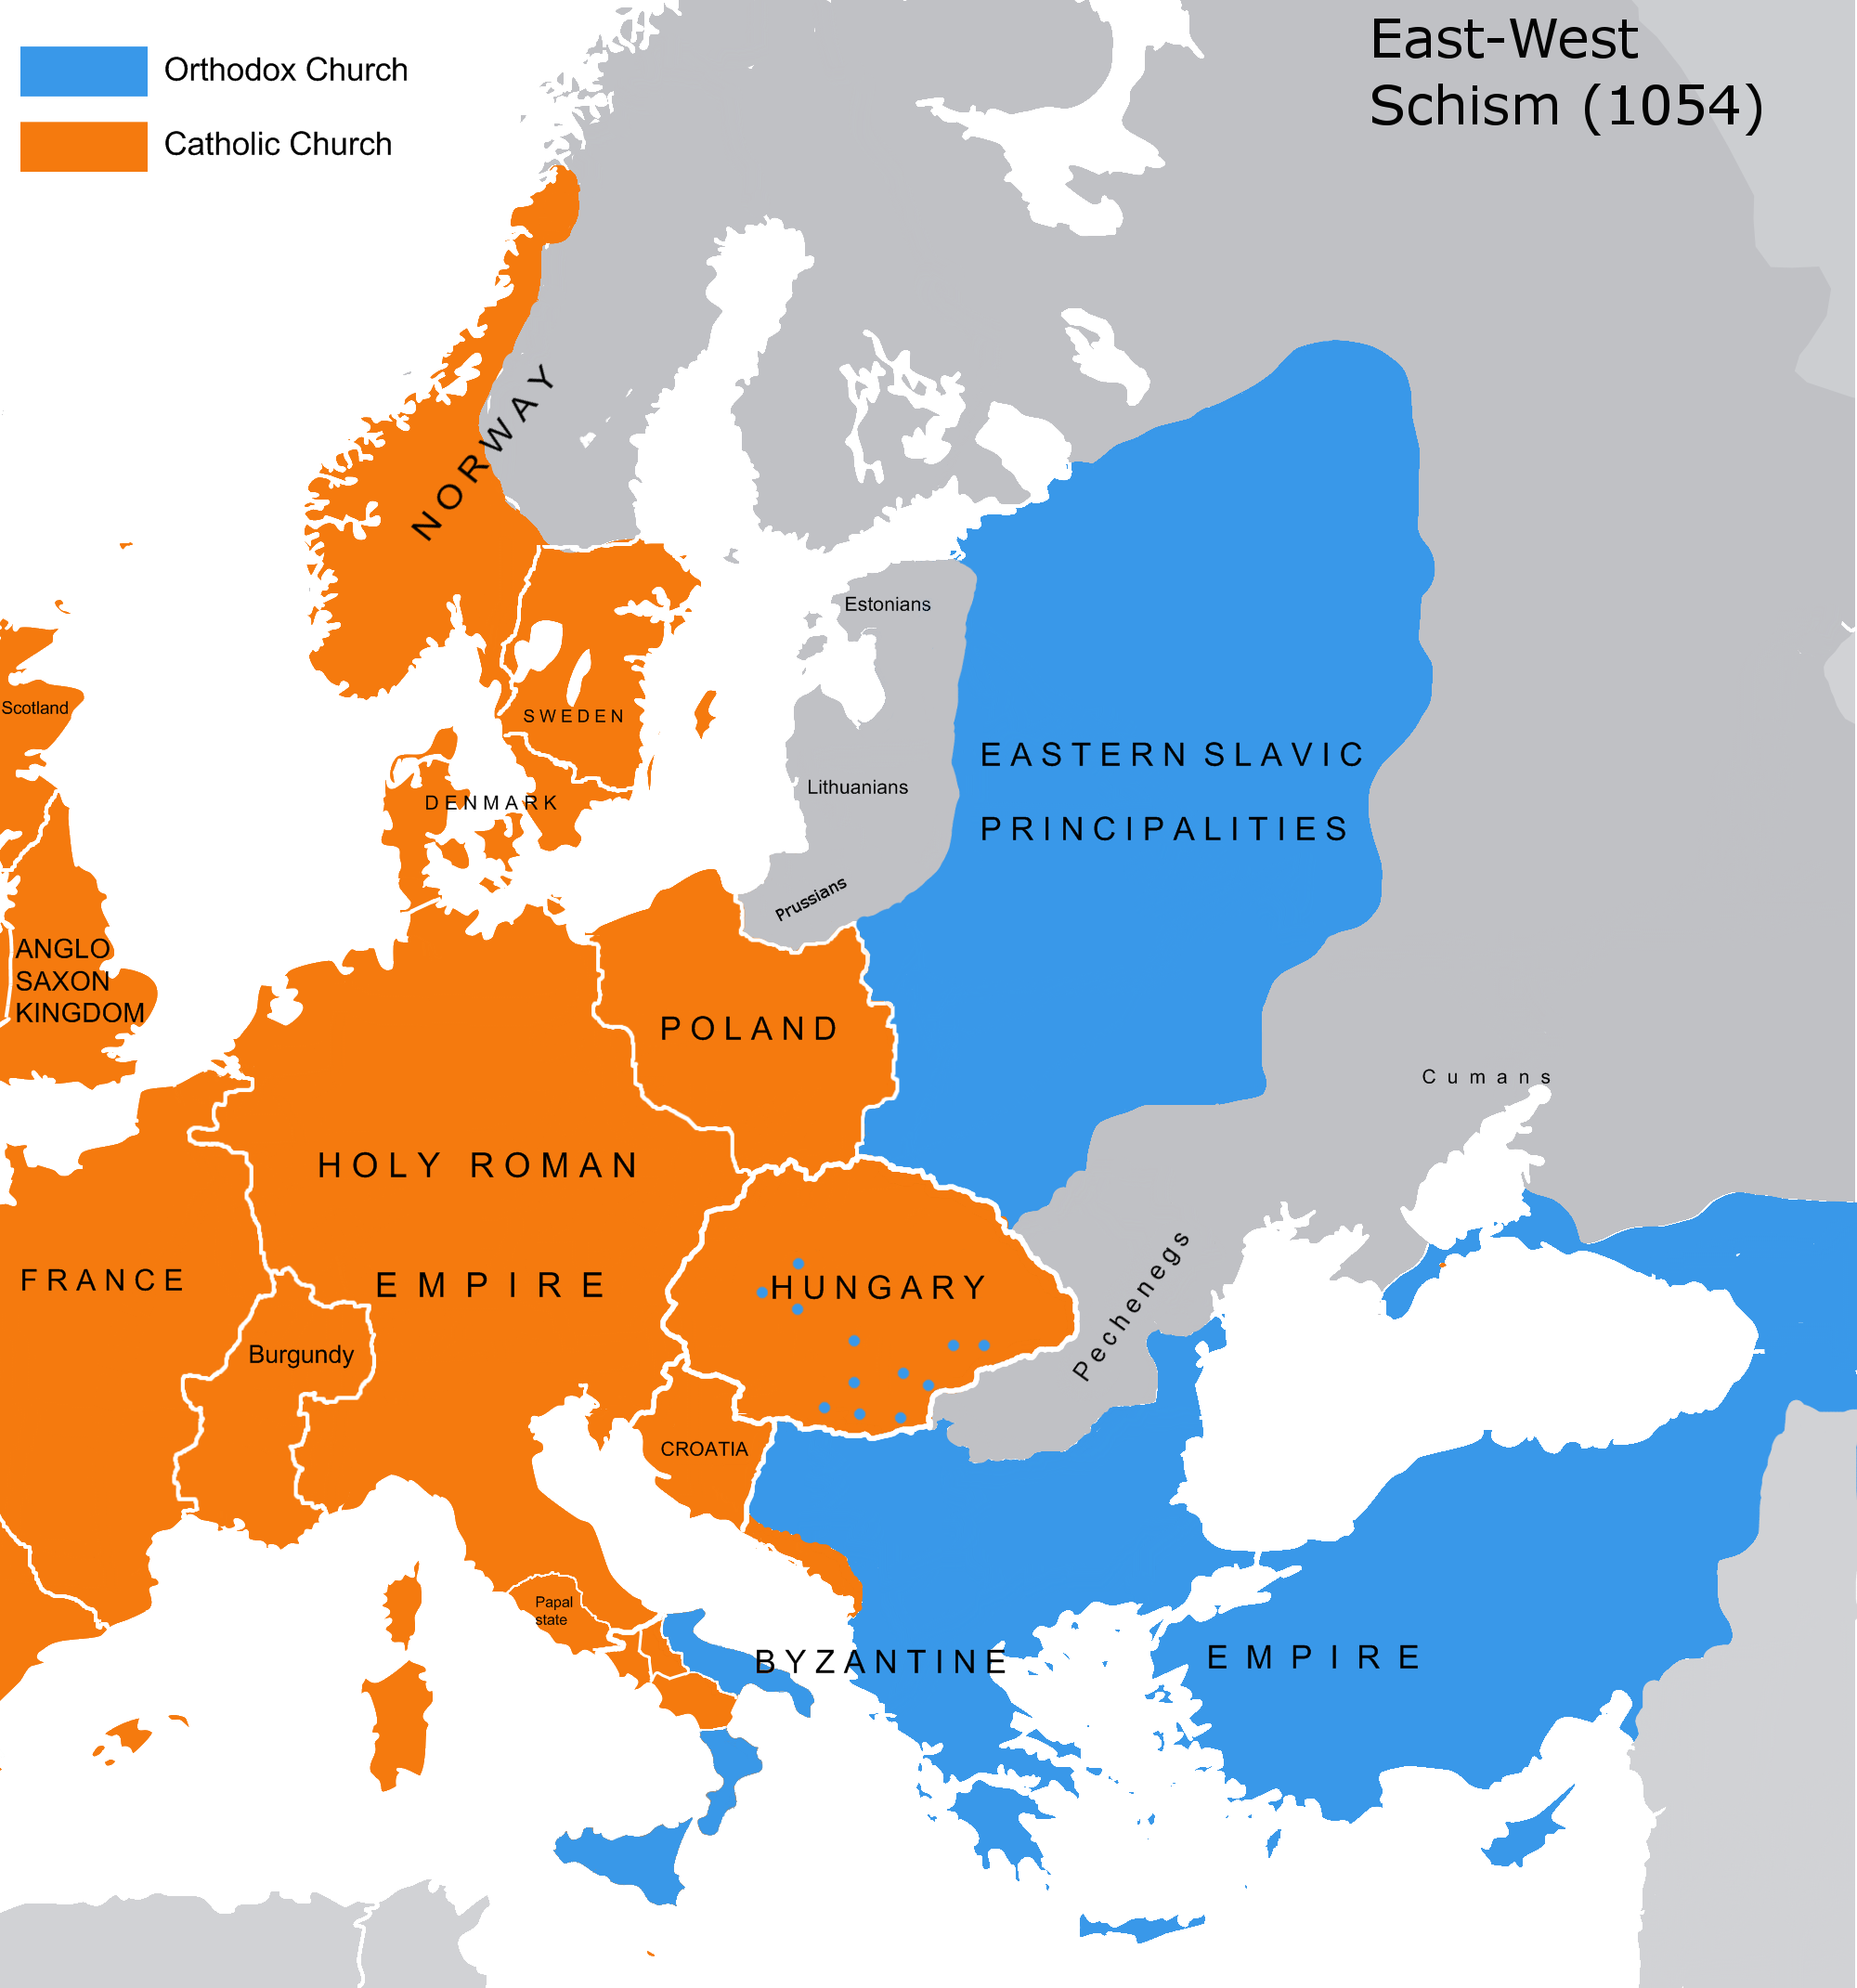 Orthodox Church
Catholic Church
East-West
Schism (1054)
NORWAY
Estonians
Scotland
SWEDEN
EASTERN SLAVIC
Lithuanians
DENMARK
PRINCIPALITIES
Prussians
ANGLO
SAXON
KINGDOM
POLAND
Cumans
HOLY ROMAN
EMPIRE
FRANCE
HUNGARY
Pechenegs
Burgundy
CROATIA
Papal
state
BYZANTINE EMPIRE